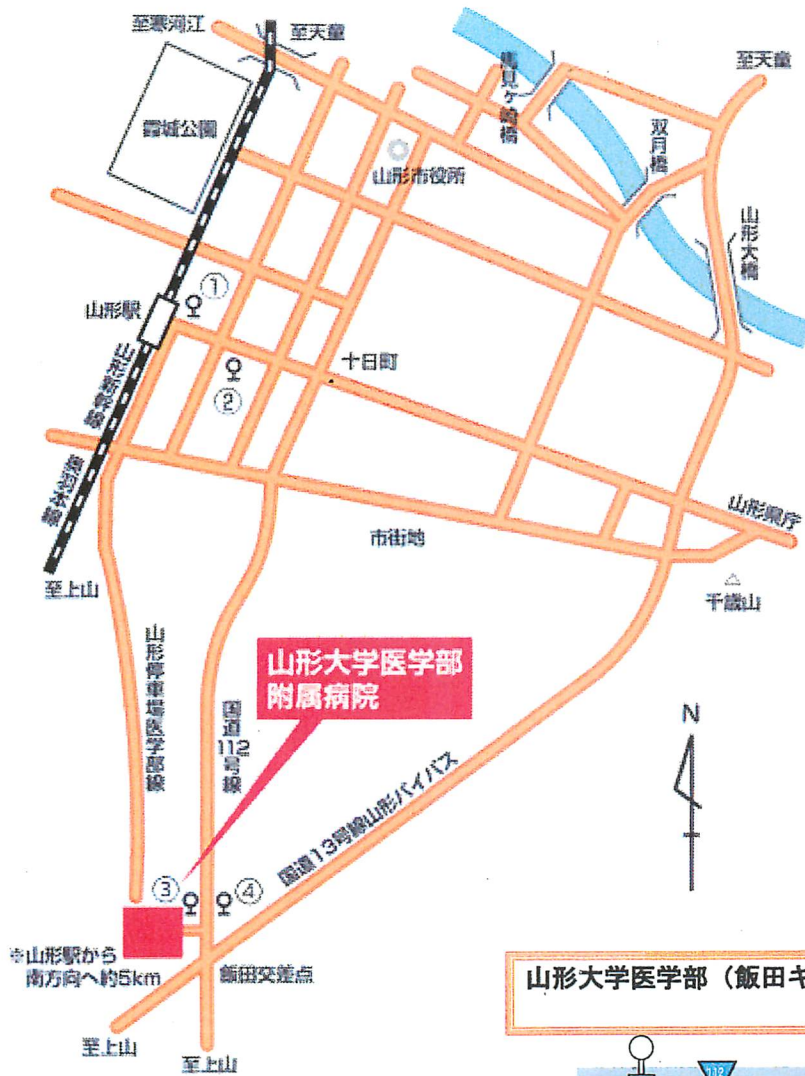 至寒河江
至天童
馬見ヶ崎橋
至天童
霞城公園
双月橋
山形市役所
山形大橋
①
山形駅
十日町
②
山形新幹線
奥羽本線
山形県庁
市街地
至上山
千歳山
山形大学医学部
附属病院
山形停車場医学部線
国道112号線
N
国道13号線山形バイパス
③
④
※山形駅から
南方向へ約5km
飯田交差点
山形大学医学部（飯田キ
至上山
至上山
112